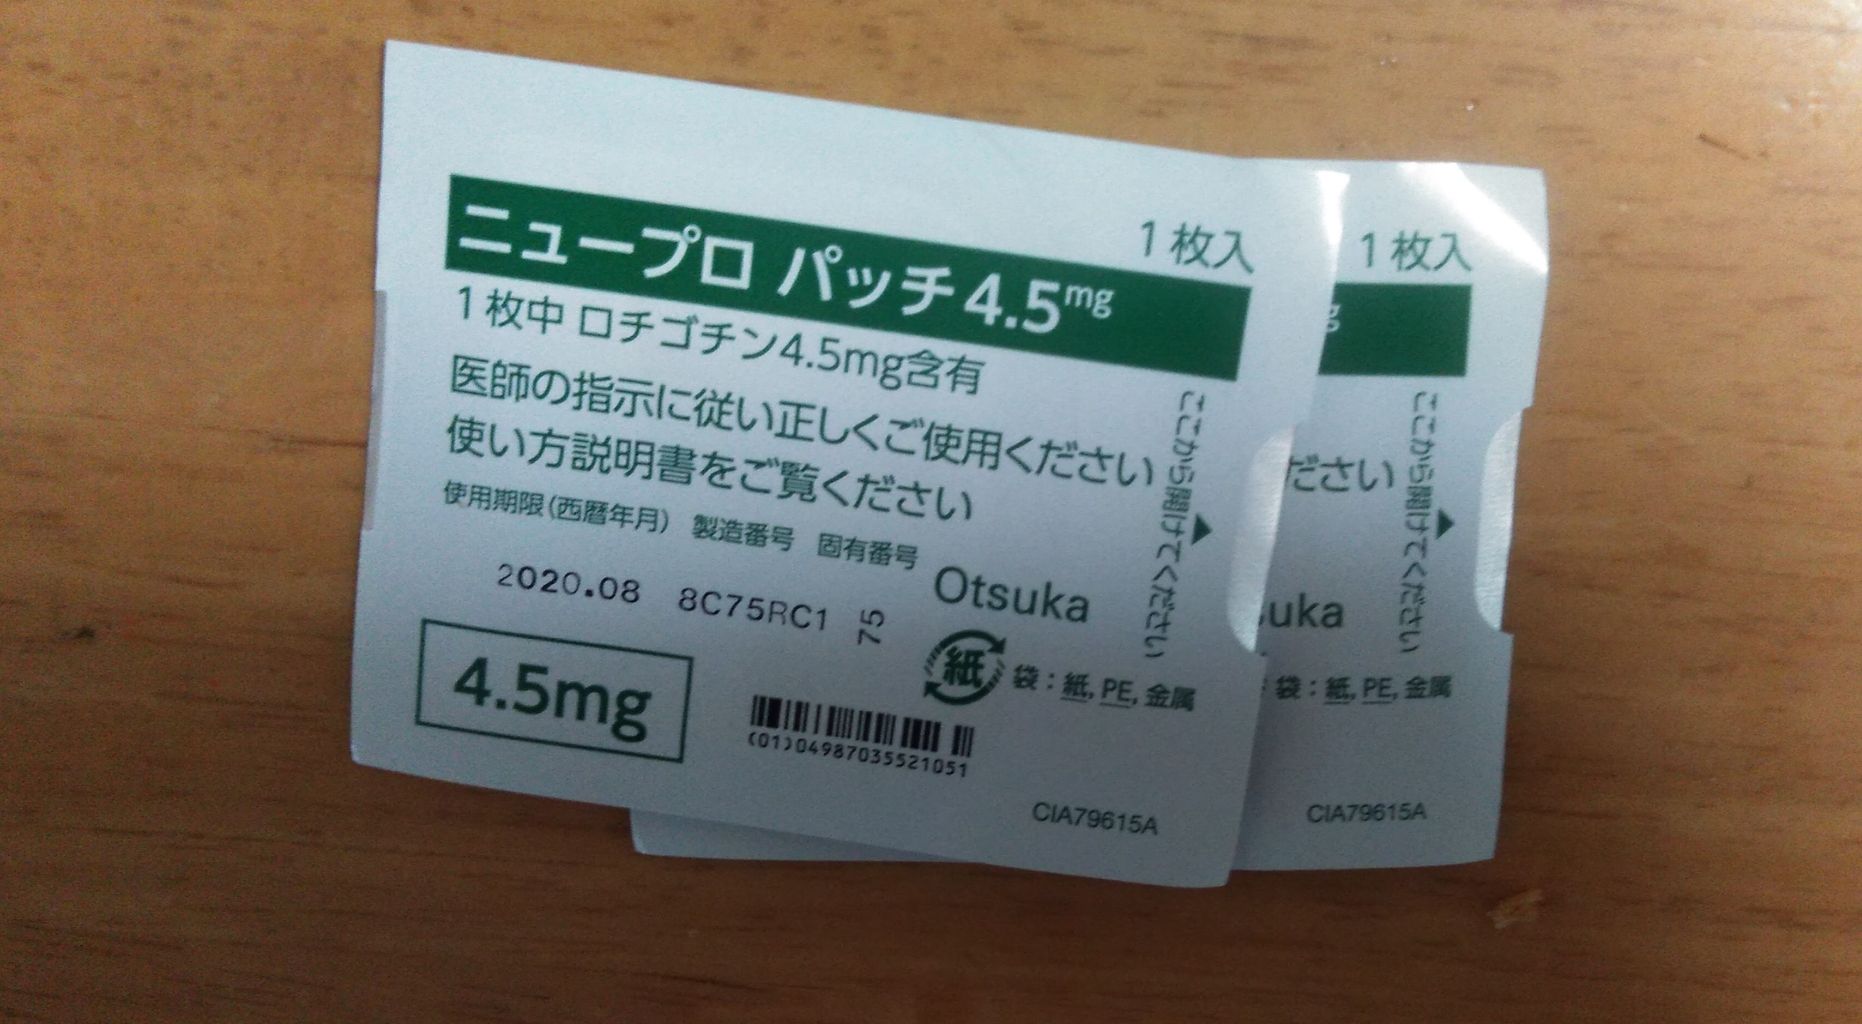 1枚入
ニュープロ パッチ4.5mg
1枚中 ロチゴチン4.5mg含有
医師の指示に従い正しくご使用ください
使い方説明書をご覧ください
使用期限(西暦年月) 製造番号 固有番号
2020.08 8C75RC1 75
Otsuka
4.5mg
紙
袋:紙, PE, 金属
(01)04987035521051
CIA79615A
ここから開けてください
1枚入
g
ださい
uka
袋:紙, PE, 金属
CIA79615A
ここから開けてください